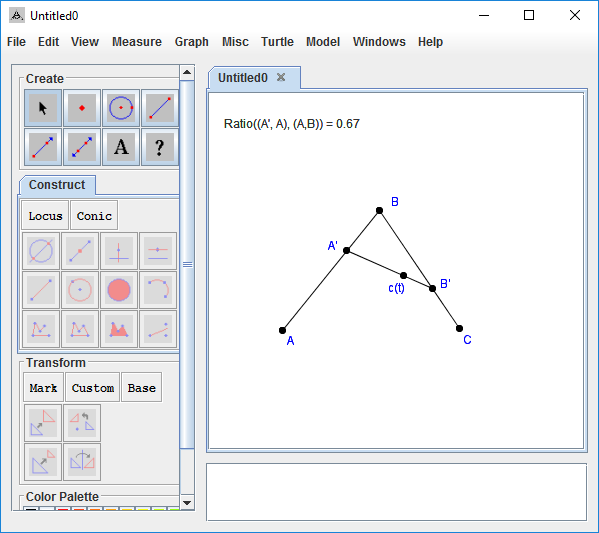 Untitled0
File Edit View Measure Graph Misc Turtle Model Windows Help
Create
A ?
Construct
Locus Conic
Transform
Mark Custom Base
Color Palette
Untitled0
Ratio((A', A), (A,B)) = 0.67
B
A'
c(t)
B'
A
C